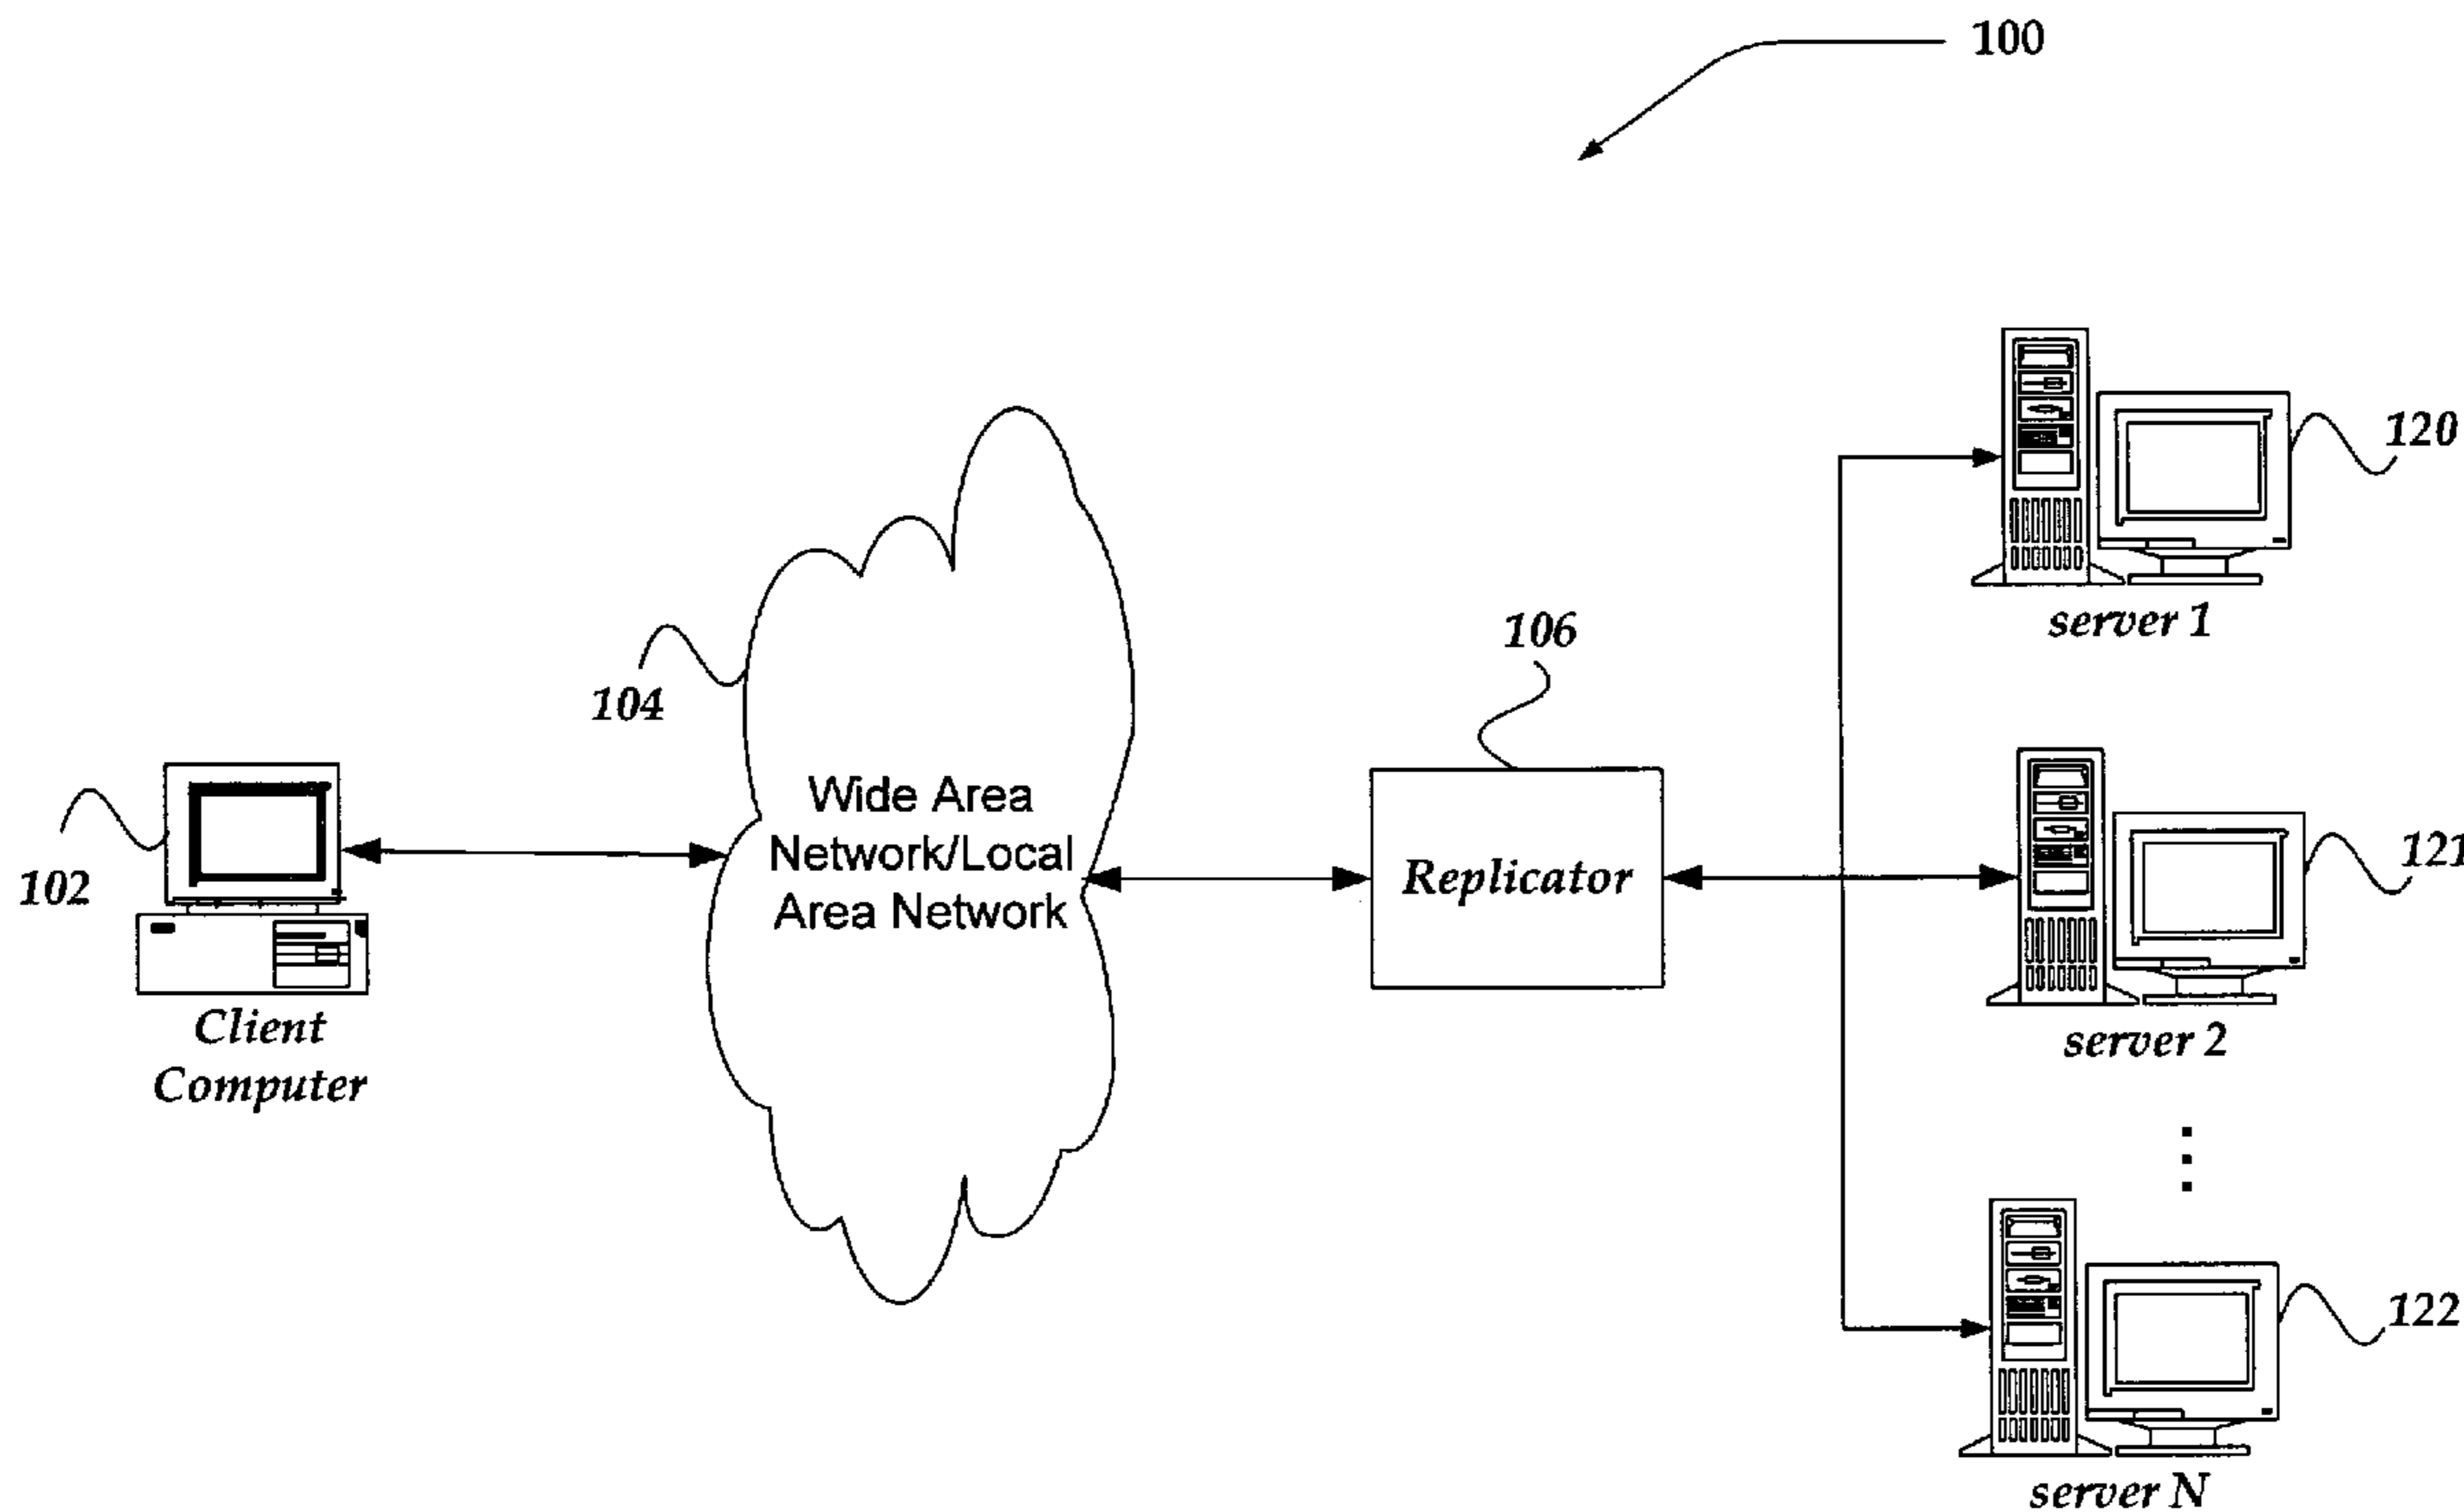 100
120
server 1
106
104
Wide Area
Network/Local
Area Network
Replicator
121
102
Client
Computer
server 2
122
server N